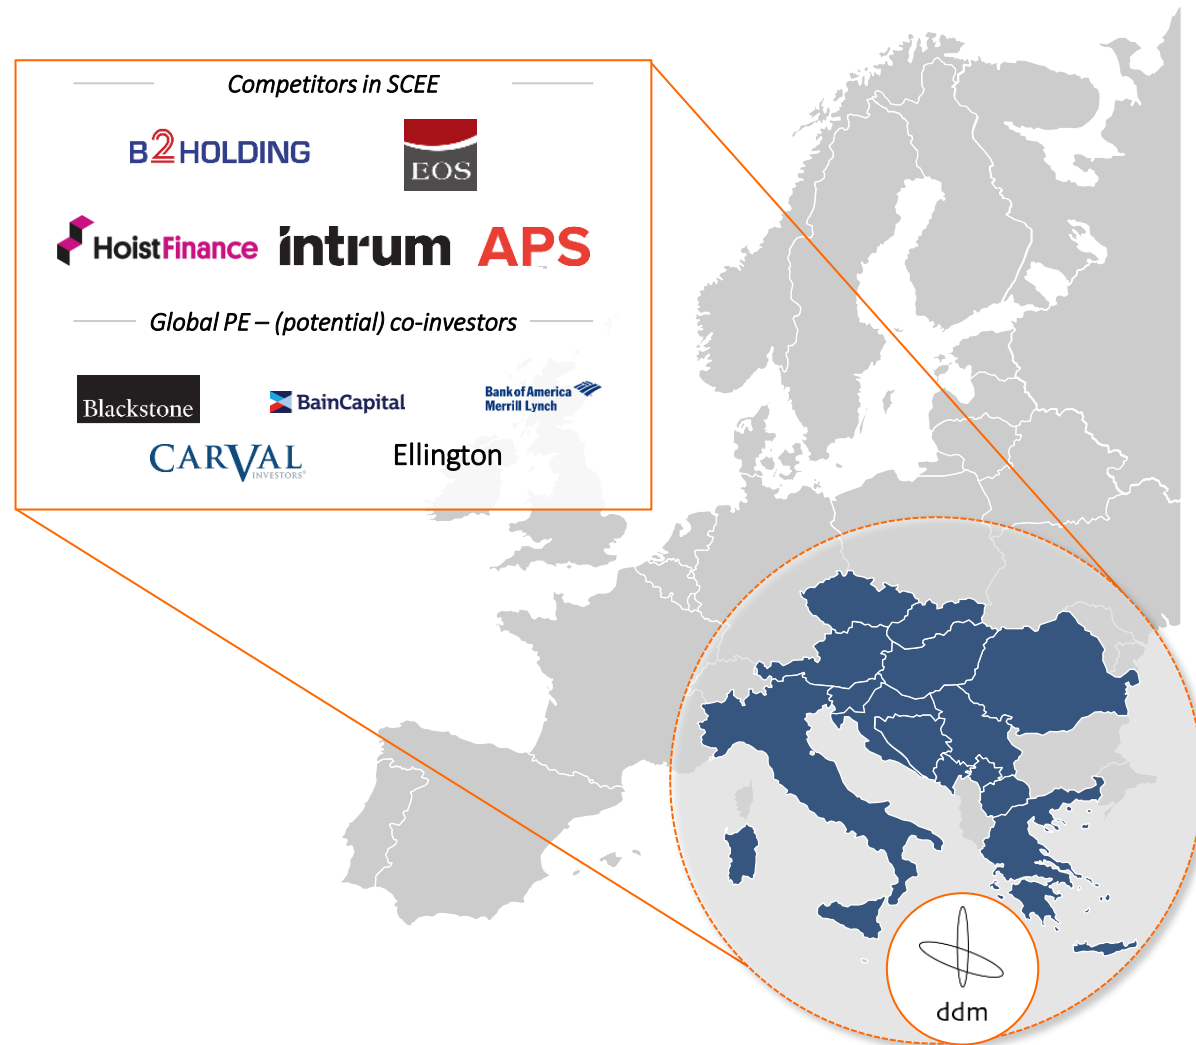 Competitors in SCEE
B2HOLDING
EOS
HoistFinance intrum APS
Global PE – (potential) co-investors
Blackstone
BainCapital
Bank of America
Merrill Lynch
CARVAL
INVESTORS®
Ellington
ddm